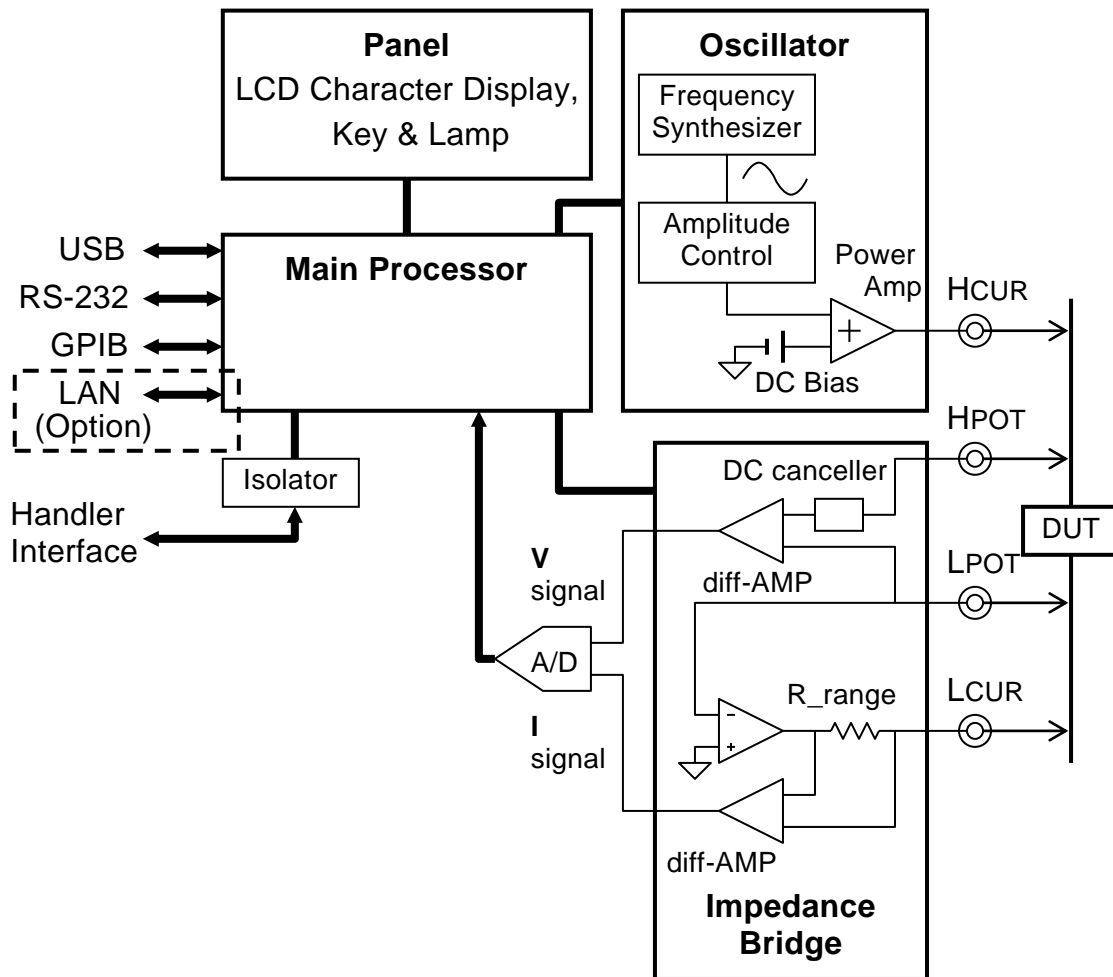 Panel
LCD Character Display,
Key & Lamp
Oscillator
Frequency
Synthesizer
Amplitude
Control
Power
Amp
+
DC Bias
Main Processor
USB
RS-232
GPIB
LAN
(Option)
Isolator
Handler
Interface
HCUR
HPOT
DUT
LPOT
LCUR
DC canceller
diff-AMP
V
signal
A/D
I
signal
R_range
-
+
diff-AMP
Impedance
Bridge